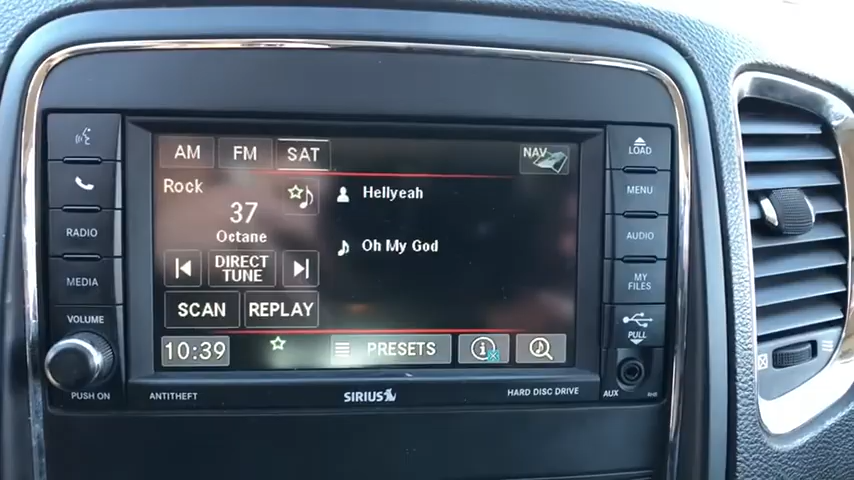 AM FM SAT NAV
LOAD
Rock
Hellyeah
MENU
37
Octane
RADIO
AUDIO
Oh My God
DIRECT
TUNE
MEDIA
MY
FILES
SCAN REPLAY
VOLUME
10:39
PRESETS
PULL
PUSH ON
ANTITHEFT
SIRIUS
HARD DISC DRIVE
AUX